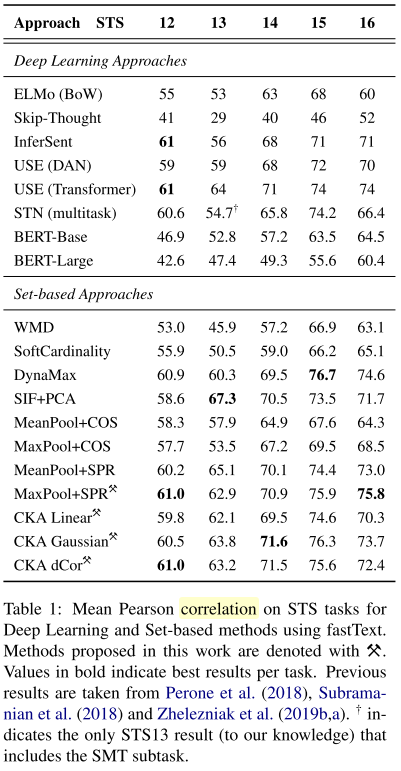 Approach STS 12 13 14 15 16
Deep Learning Approaches
ELMo (BoW) 55 53 63 68 60
Skip-Thought 41 29 40 46 52
InferSent 61 56 68 71 71
USE (DAN) 59 59 68 72 70
USE (Transformer) 61 64 71 74 74
STN (multitask) 60.6 54.7† 65.8 74.2 66.4
BERT-Base 46.9 52.8 57.2 63.5 64.5
BERT-Large 42.6 47.4 49.3 55.6 60.4
Set-based Approaches
WMD 53.0 45.9 57.2 66.9 63.1
SoftCardinality 55.9 50.5 59.0 66.2 65.1
DynaMax 60.9 60.3 69.5 76.7 74.6
SIF+PCA 58.6 67.3 70.5 73.5 71.7
MeanPool+COS 58.3 57.9 64.9 67.6 64.3
MaxPool+COS 57.7 53.5 67.2 69.5 68.5
MeanPool+SPR 60.2 65.1 70.1 74.4 73.0
MaxPool+SPR⚒ 61.0 62.9 70.9 75.9 75.8
CKA Linear⚒ 59.8 62.1 69.5 74.6 70.3
CKA Gaussian⚒ 60.5 63.8 71.6 76.3 73.7
CKA dCor⚒ 61.0 63.2 71.5 75.6 72.4
Table 1: Mean Pearson correlation on STS tasks for
Deep Learning and Set-based methods using fastText.
Methods proposed in this work are denoted with ⚒.
Values in bold indicate best results per task. Previous
results are taken from Perone et al. (2018), Subrama-
nian et al. (2018) and Zhelezniak et al. (2019b,a). † in-
dicates the only STS13 result (to our knowledge) that
includes the SMT subtask.